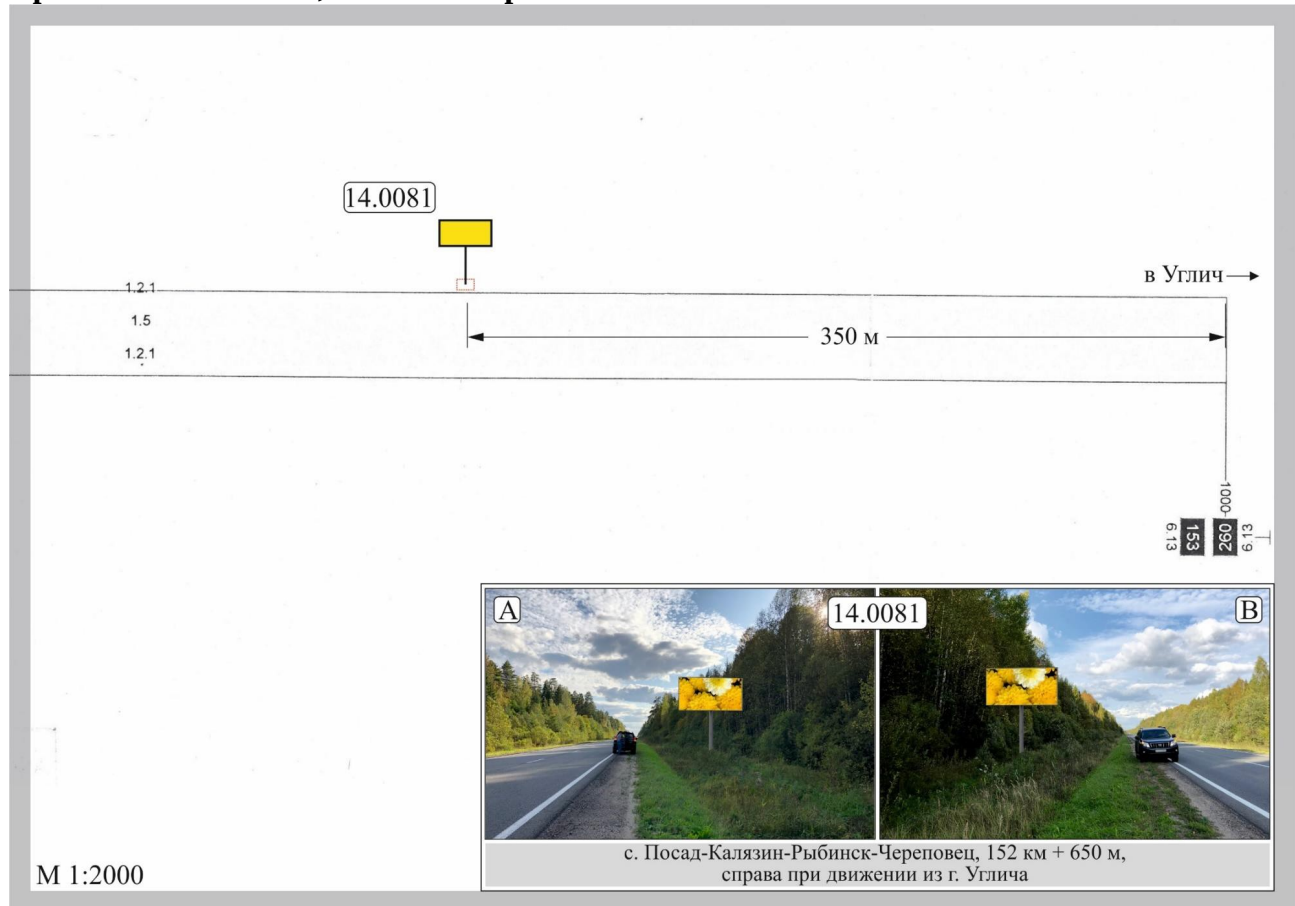 14.0081
в Углич
1.2.1
1.5
350 м
1.2.1
1000
6.13
153
260
6.13
А
14.0081
В
с. Посад-Калязин-Рыбинск-Череповец, 152 км + 650 м,
справа при движении из г. Углича
М 1:2000